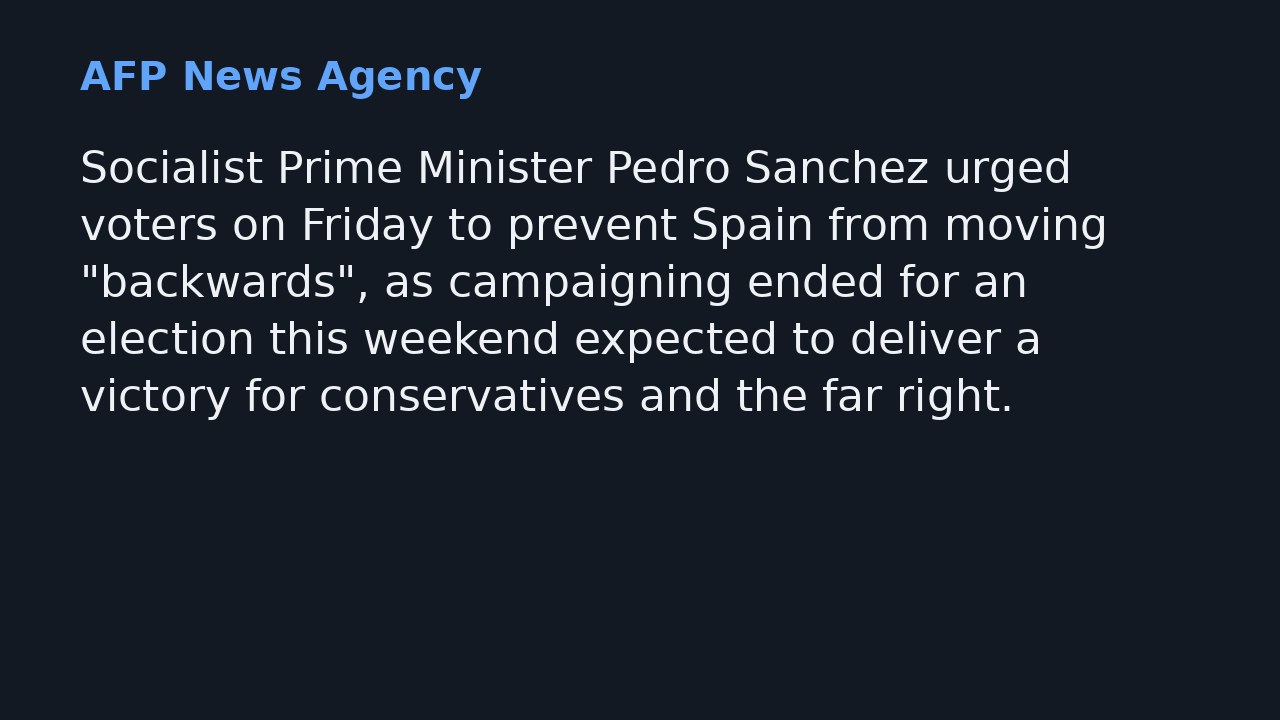 AFP News Agency
Socialist Prime Minister Pedro Sanchez urged
voters on Friday to prevent Spain from moving
"backwards", as campaigning ended for an
election this weekend expected to deliver a
victory for conservatives and the far right.